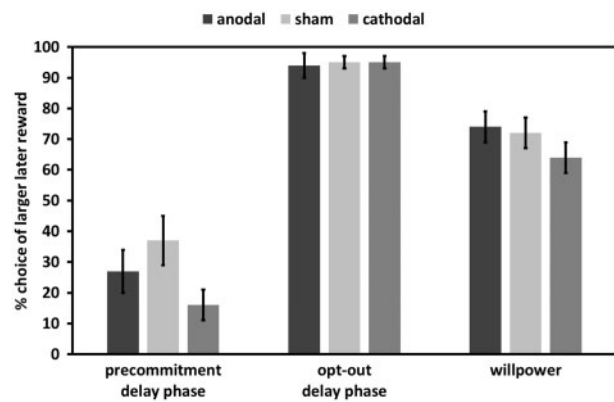 anodal sham cathodal
% choice of larger later reward
100
90
80
70
60
50
40
30
20
10
0
precommitment
delay phase
opt-out
delay phase
willpower